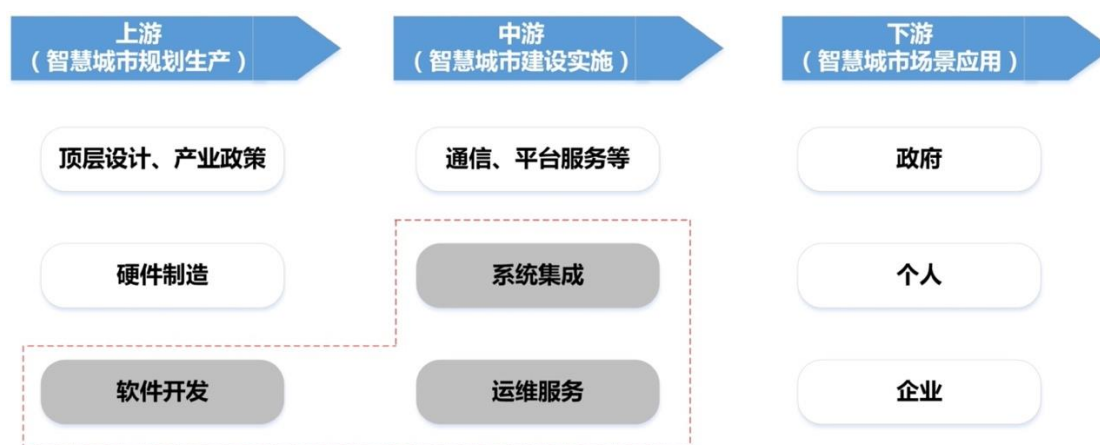 上游
（智慧城市规划生产）
中游
（智慧城市建设实施）
下游
（智慧城市场景应用）
顶层设计、产业政策
通信、平台服务等
政府
硬件制造
系统集成
个人
软件开发
运维服务
企业